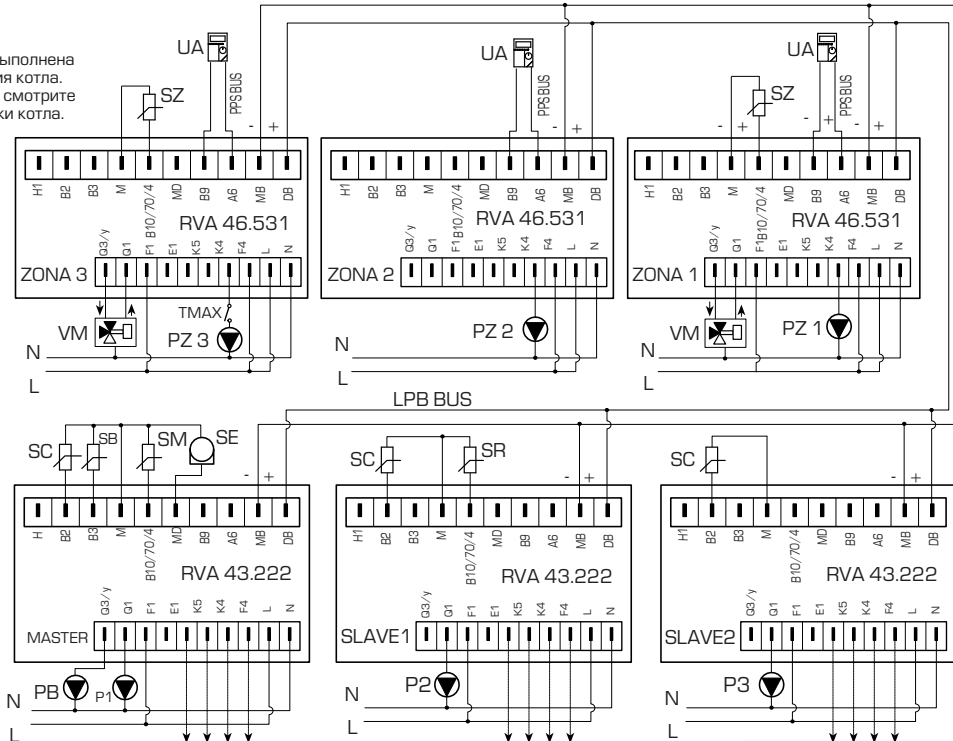 ыполнена
ия котла.
смотрите
ки котла.
UA
SZ
PPS BUS
- +
H1 B2 B3 M B10/70/4 MD B9 A6 MB DB
RVA 46.531
Q3/y Q1 F1 E1 K5 K4 F4 L N
ZONA 3
VM
TMAX
PZ 3
N
L
UA
PPS BUS
- +
H1 B2 B3 M B10/70/4 MD B9 A6 MB DB
RVA 46.531
Q3/y Q1 F1 E1 K5 K4 F4 L N
ZONA 2
PZ 2
N
L
UA
SZ
PPS BUS
- + - + - +
H1 B2 B3 M B10/70/4 MD B9 A6 MB DB
RVA 46.531
Q3/y Q1 F1 E1 K5 K4 F4 L N
ZONA 1
VM
PZ 1
N
L
LPB BUS
SC SB SM SE
- +
H B2 B3 M B10/70/4 MD B9 A6 MB DB
RVA 43.222
Q3/y Q1 F1 E1 K5 K4 F4 L N
MASTER
PB P1
N
L
SC SR
- +
H1 B2 B3 M B10/70/4 MD B9 A6 MB DB
RVA 43.222
Q3/y Q1 F1 E1 K5 K4 F4 L N
SLAVE1
P2
N
L
SC
- +
H1 B2 B3 M B10/70/4 MD B9 A6 MB DB
RVA 43.222
Q3/y Q1 F1 E1 K5 K4 F4 L N
SLAVE2
P3
N
L